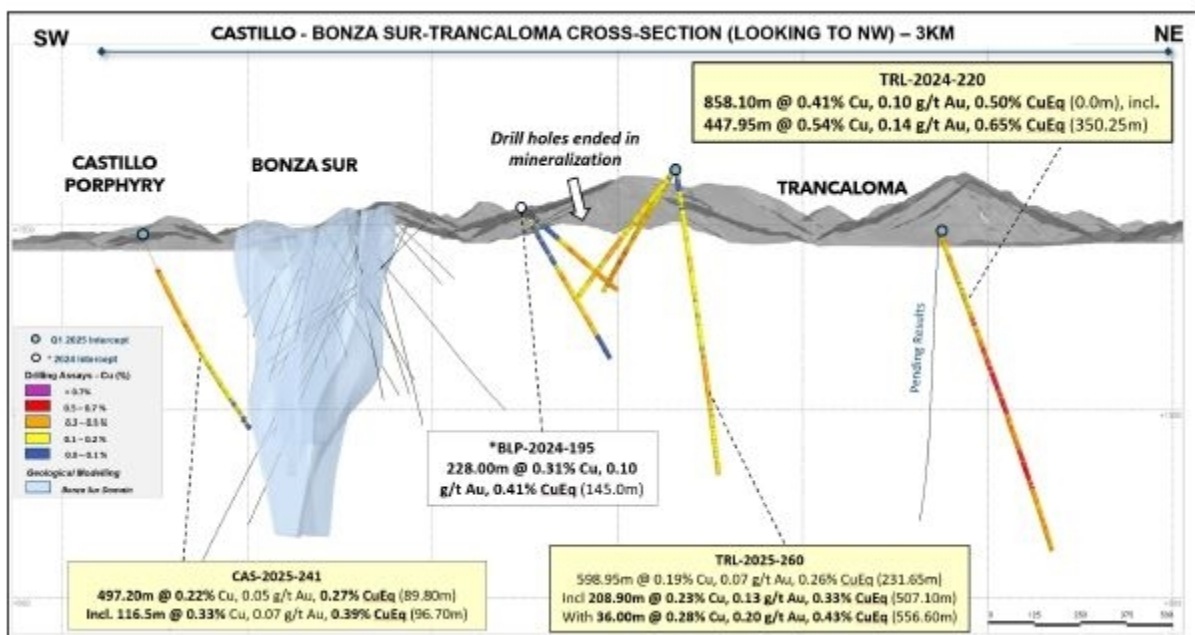 SW
CASTILLO - BONZA SUR-TRANCALOMA CROSS-SECTION (LOOKING TO NW) – 3KM
NE
TRL-2024-220
858.10m @ 0.41% Cu, 0.10 g/t Au, 0.50% CuEq (0.0m), incl.
447.95m @ 0.54% Cu, 0.14 g/t Au, 0.65% CuEq (350.25m)
Drill holes ended in
mineralization
CASTILLO
PORPHYRY
BONZA SUR
TRANCALOMA
Pending Results
Q1 2025 Intercept
* 2024 Intercept
Drilling Assays - Cu (%)
0.5 – 0.7 %
0.1 – 0.2 %
0.0 – 0.1 %
Geological Modelling
Bonza Sur Domain
*BLP-2024-195
228.00m @ 0.31% Cu, 0.10
g/t Au, 0.41% CuEq (145.0m)
CAS-2025-241
497.20m @ 0.22% Cu, 0.05 g/t Au, 0.27% CuEq (89.80m)
Incl. 116.5m @ 0.33% Cu, 0.07 g/t Au, 0.39% CuEq (96.70m)
TRL-2025-260
598.95m @ 0.19% Cu, 0.07 g/t Au, 0.26% CuEq (231.65m)
Incl 208.90m @ 0.23% Cu, 0.13 g/t Au, 0.33% CuEq (507.10m)
With 36.00m @ 0.28% Cu, 0.20 g/t Au, 0.43% CuEq (556.60m)